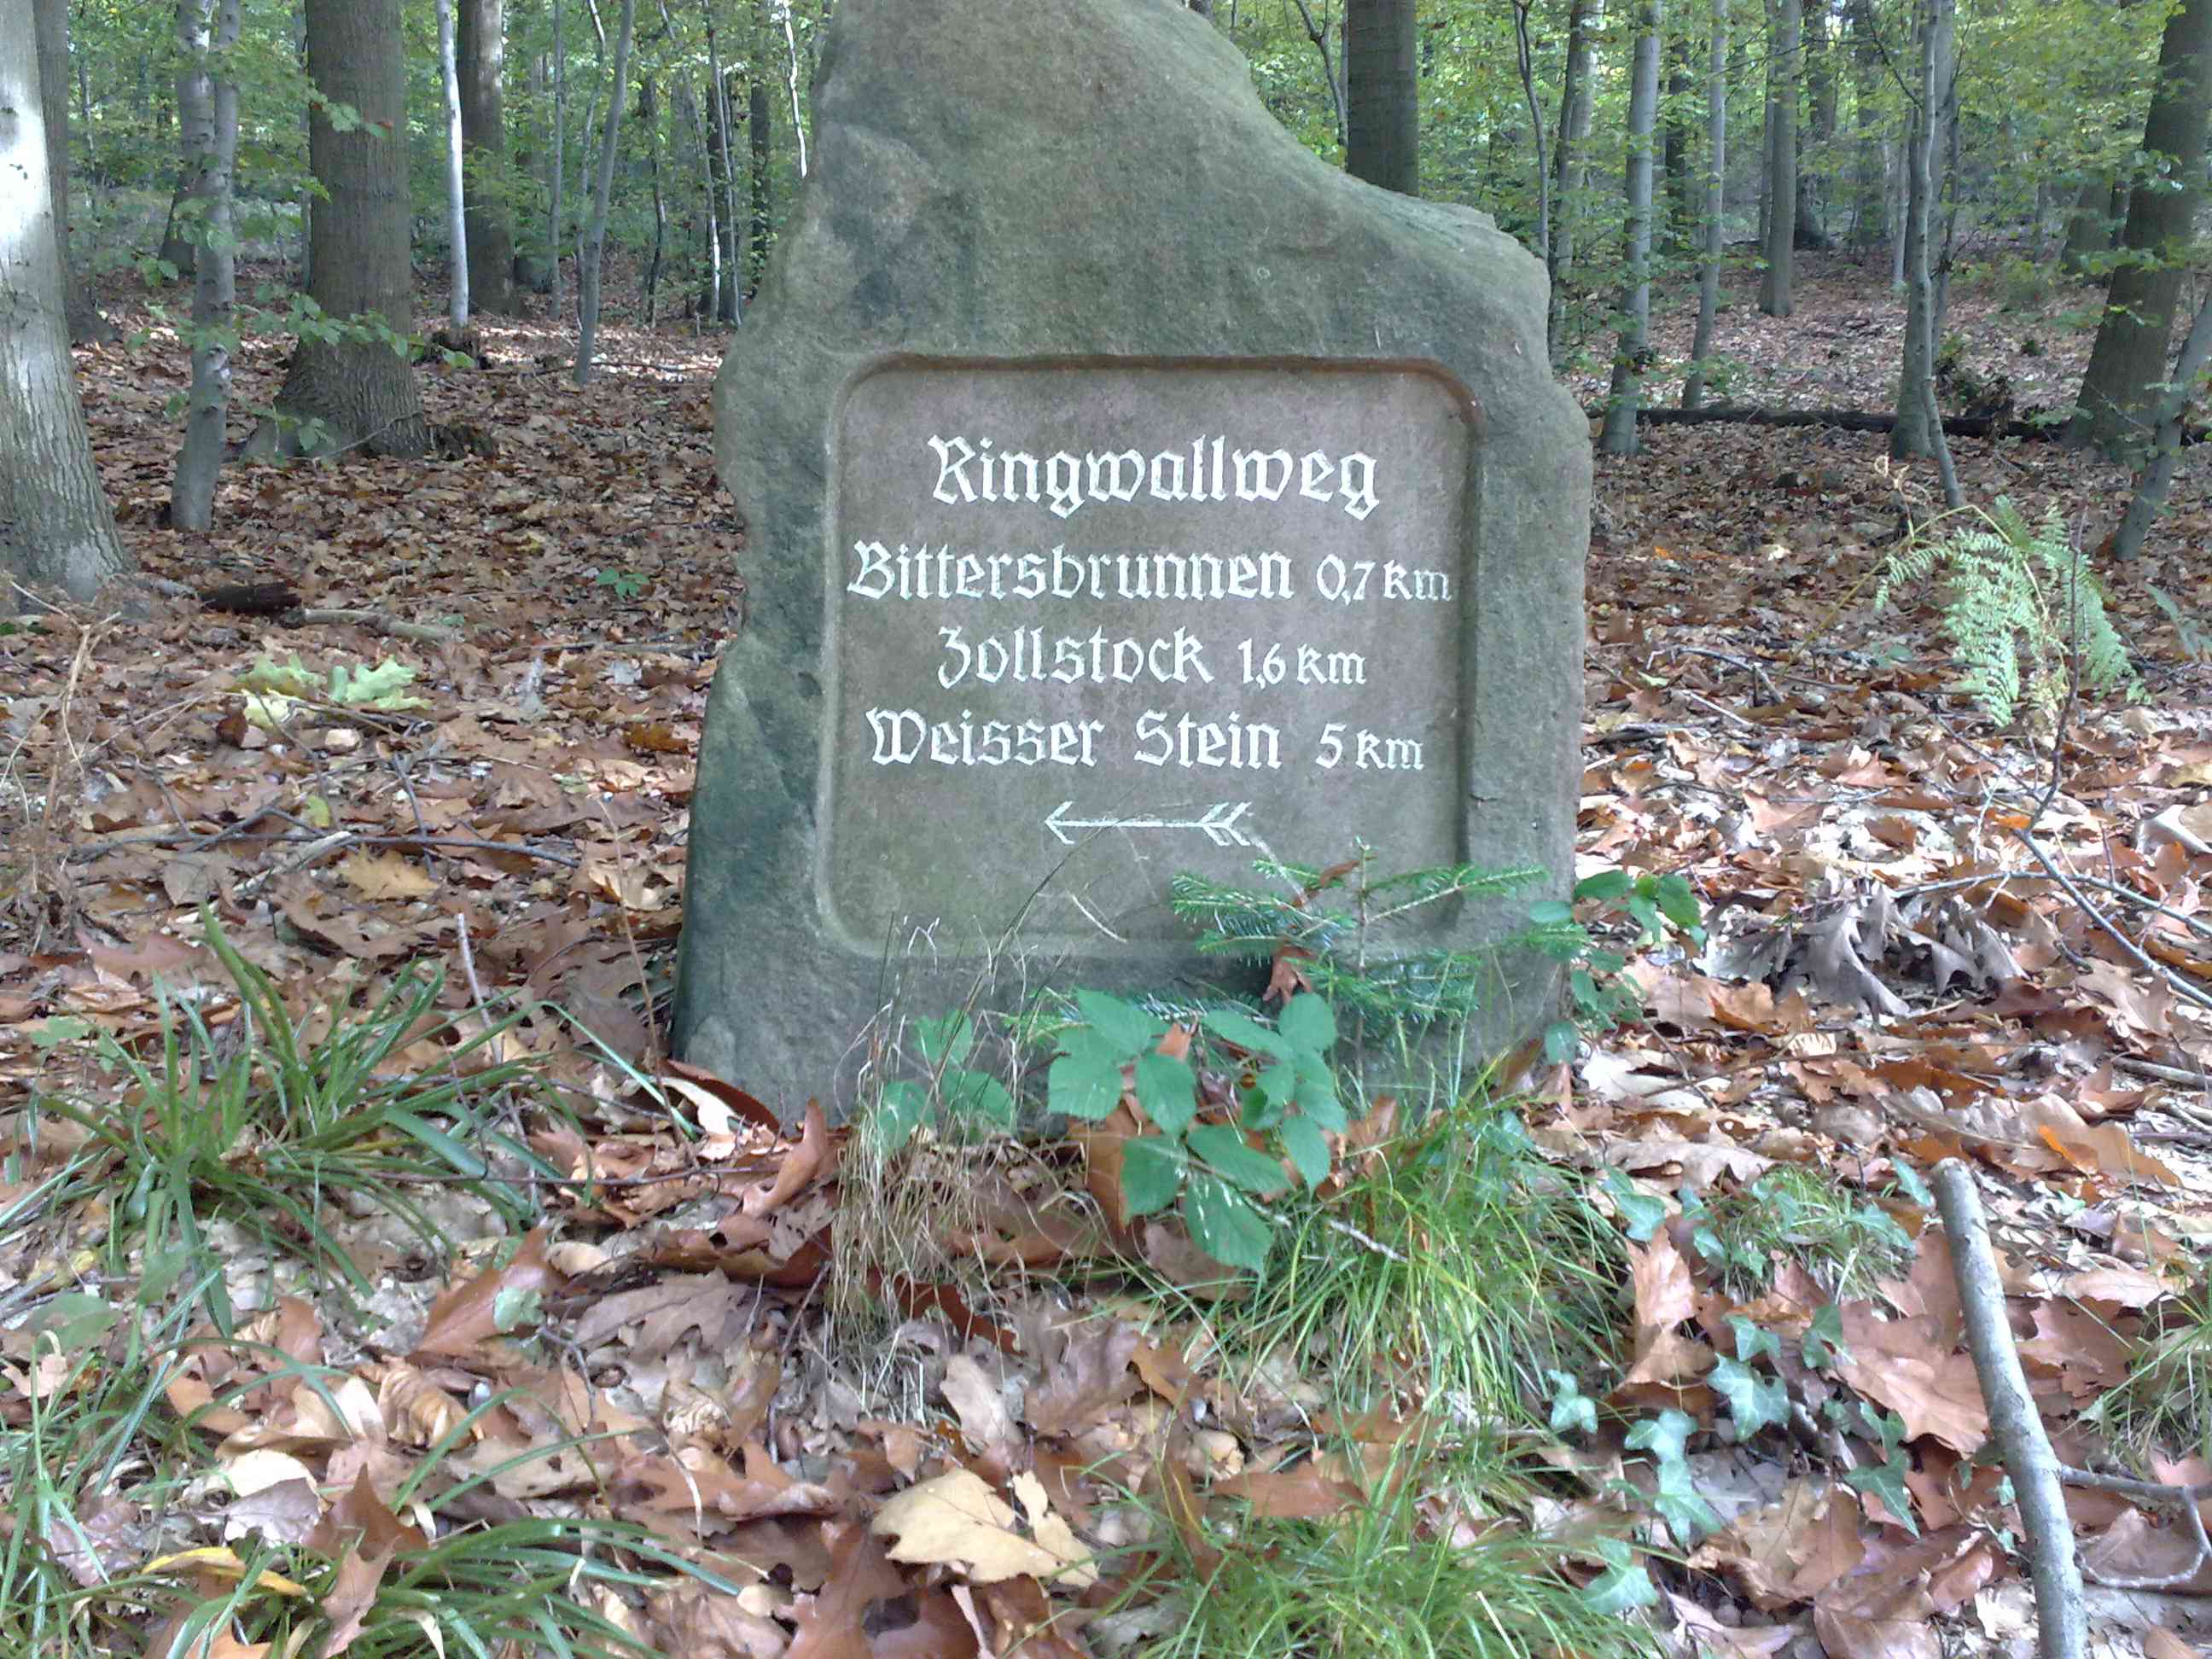 Ringwallweg
Bittersbrunnen 0,7 km
Zollstock 1,6 km
Weisser Stein 5 km